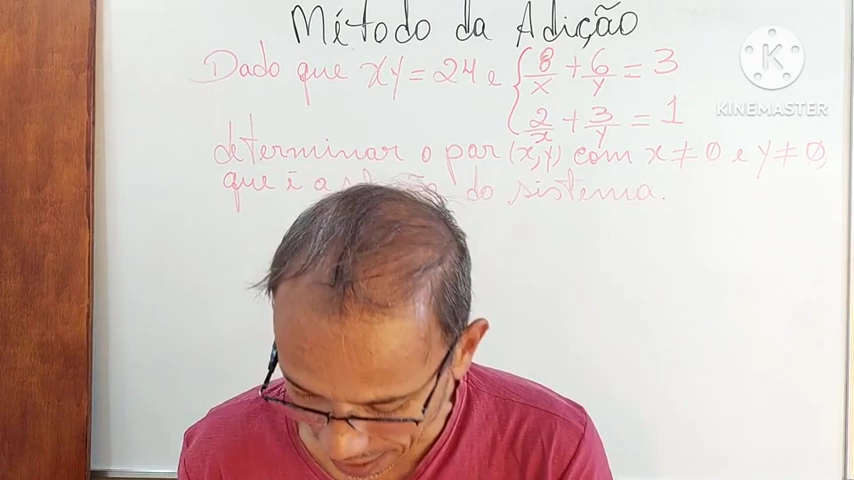 Método da Adição
Dado que xy = 24 e { 8/x + 6/y = 3
2/x + 3/y = 1
determinar o par (x,y) com x ≠ 0 e y ≠ 0,
que é a do sistema.
K
KINEMASTER